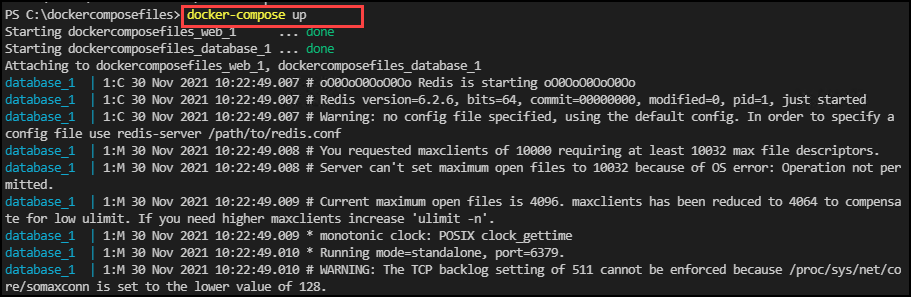 PS C:\dockercomposefiles> docker-compose up
Starting dockercomposefiles_web_1      ... done
Starting dockercomposefiles_database_1 ... done
Attaching to dockercomposefiles_web_1, dockercomposefiles_database_1
database_1  | 1:C 30 Nov 2021 10:22:49.007 # oO0OoO0OoO0Oo Redis is starting oO0OoO0OoO0Oo
database_1  | 1:C 30 Nov 2021 10:22:49.007 # Redis version=6.2.6, bits=64, commit=00000000, modified=0, pid=1, just started
database_1  | 1:C 30 Nov 2021 10:22:49.007 # Warning: no config file specified, using the default config. In order to specify a
config file use redis-server /path/to/redis.conf
database_1  | 1:M 30 Nov 2021 10:22:49.008 # You requested maxclients of 10000 requiring at least 10032 max file descriptors.
database_1  | 1:M 30 Nov 2021 10:22:49.008 # Server can't set maximum open files to 10032 because of OS error: Operation not per
mitted.
database_1  | 1:M 30 Nov 2021 10:22:49.009 # Current maximum open files is 4096. maxclients has been reduced to 4064 to compensa
te for low ulimit. If you need higher maxclients increase 'ulimit -n'.
database_1  | 1:M 30 Nov 2021 10:22:49.009 * monotonic clock: POSIX clock_gettime
database_1  | 1:M 30 Nov 2021 10:22:49.010 * Running mode=standalone, port=6379.
database_1  | 1:M 30 Nov 2021 10:22:49.010 # WARNING: The TCP backlog setting of 511 cannot be enforced because /proc/sys/net/co
re/somaxconn is set to the lower value of 128.